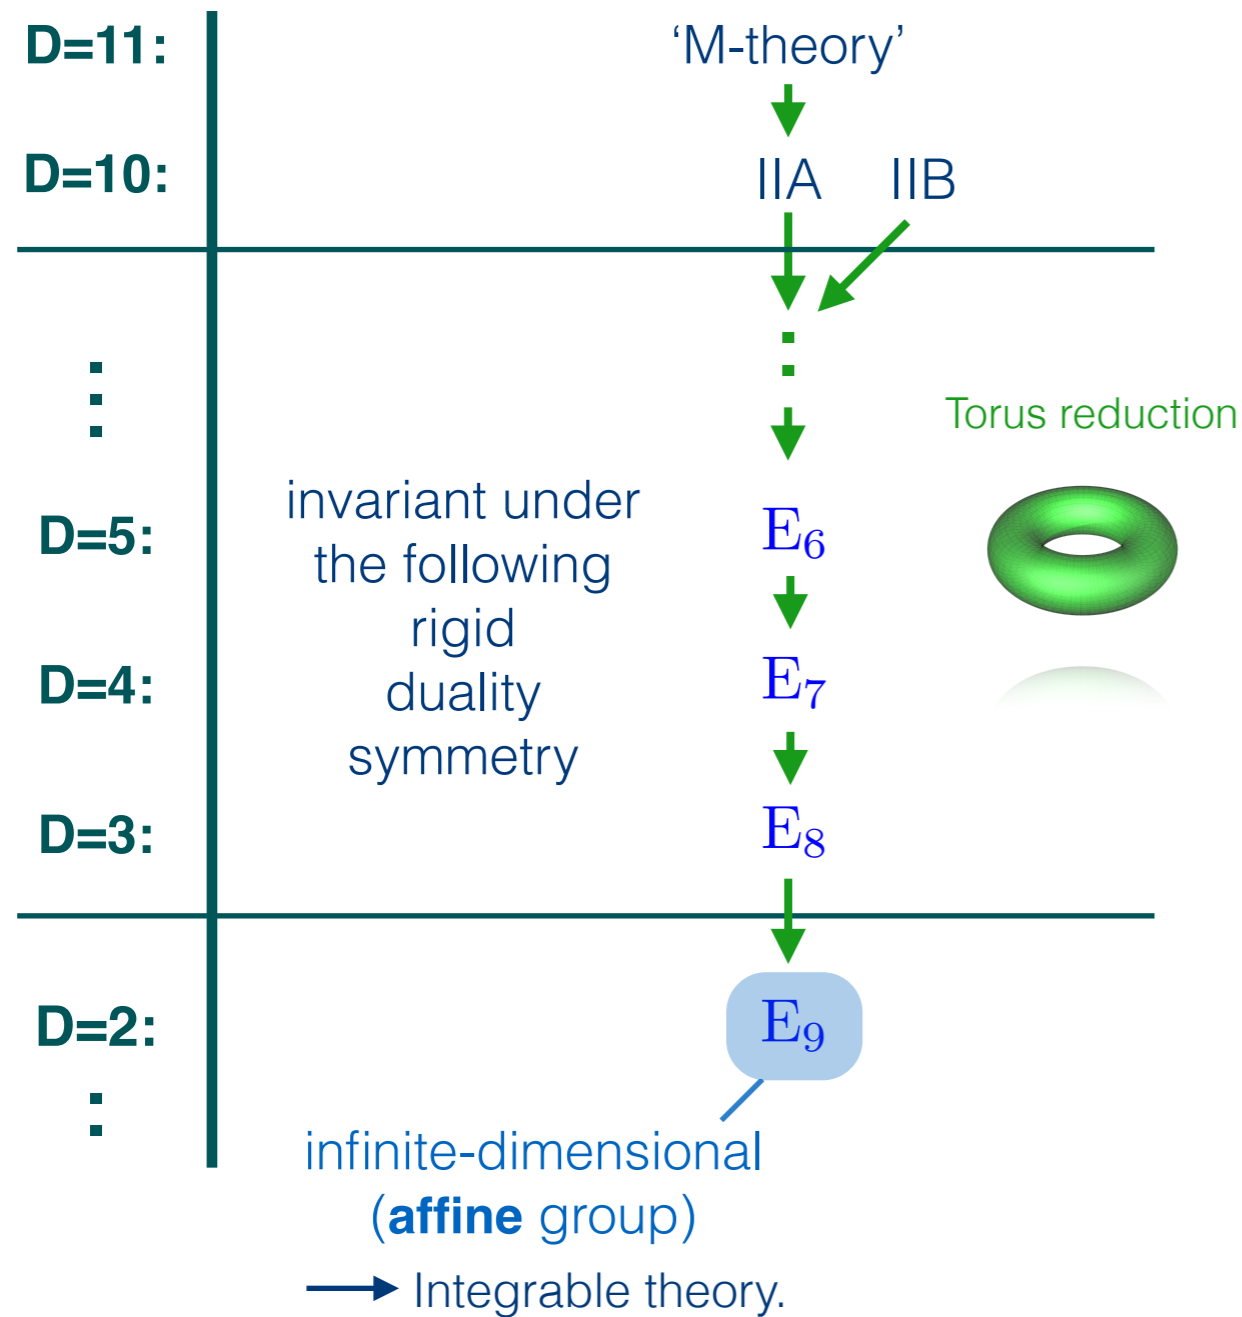 D=11: 'M-theory'
D=10: IIA IIB
Torus reduction
invariant under
the following
rigid
duality
symmetry
D=5: E₆
D=4: E₇
D=3: E₈
D=2: E₉
infinite-dimensional
(affine group)
Integrable theory.